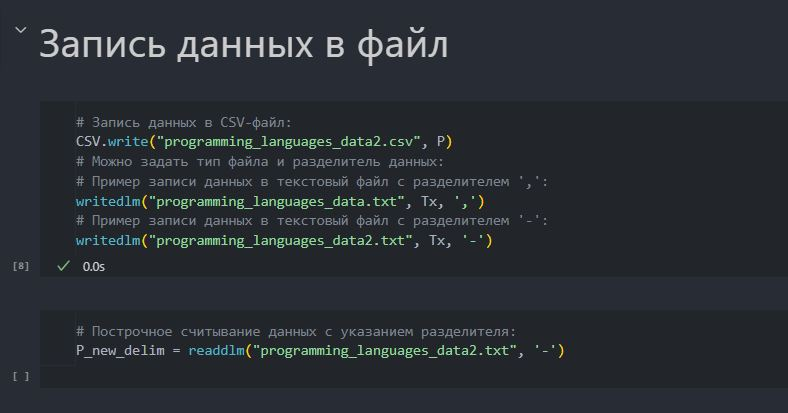 Запись данных в файл
# Запись данных в CSV-файл:
CSV.write("programming_languages_data2.csv", P)
# Можно задать тип файла и разделитель данных:
# Пример записи данных в текстовый файл с разделителем ',':
writedlm("programming_languages_data.txt", Tx, ',')
# Пример записи данных в текстовый файл с разделителем '-':
writedlm("programming_languages_data2.txt", Tx, '-')
[8] ✓ 0.0s
# Построчное считывание данных с указанием разделителя:
P_new_delim = readdlm("programming_languages_data2.txt", '-')
[ ]